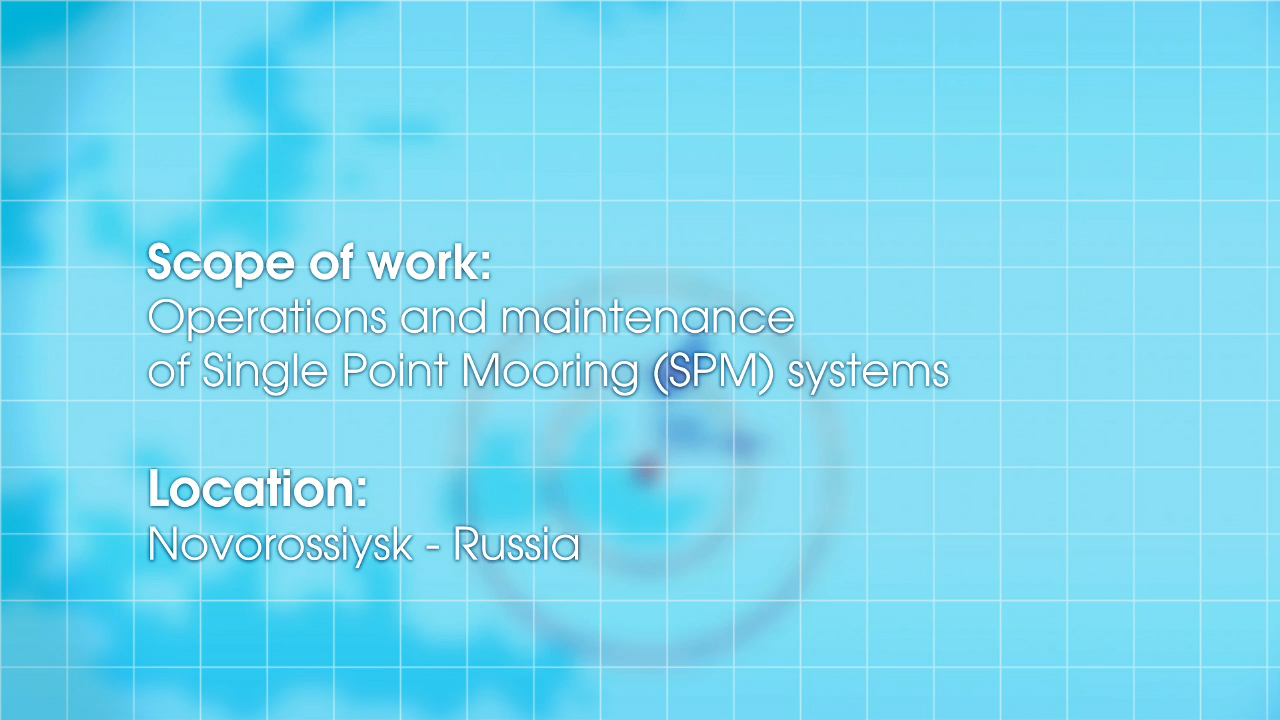 Scope of work:
Operations and maintenance
of Single Point Mooring (SPM) systems
Location:
Novorossiysk - Russia